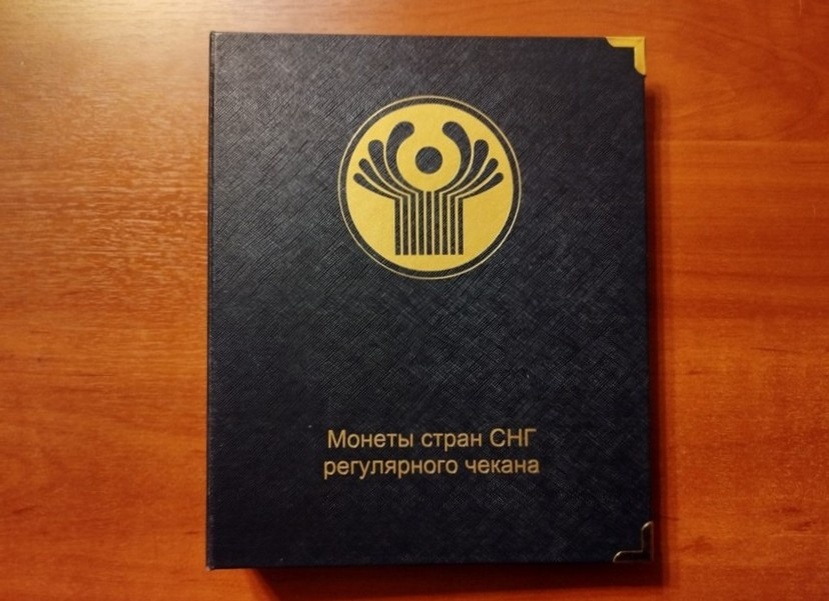 Монеты стран СНГ
регулярного чекана